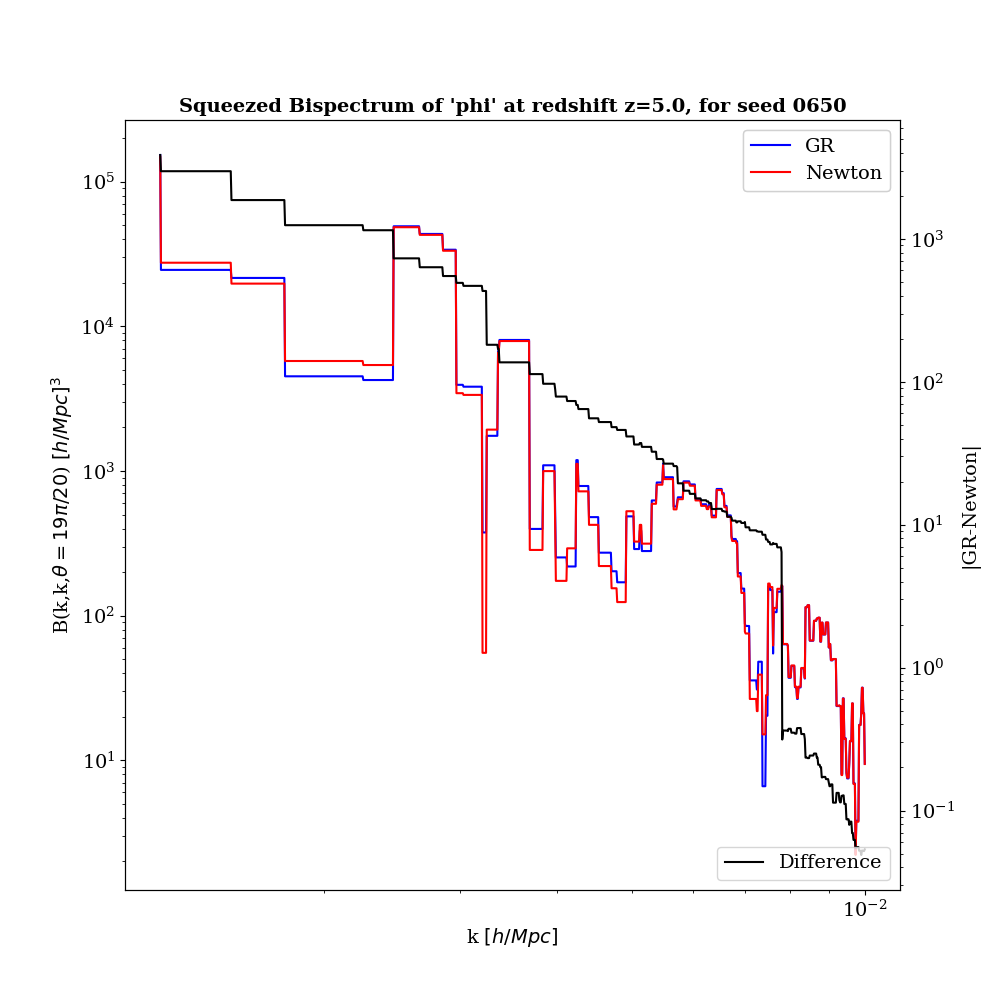 Squeezed Bispectrum of 'phi' at redshift z=5.0, for seed 0650
GR
Newton
10^5
10^4
10^3
10^2
10^1
B(k,k,θ = 19π/20) [h/Mpc]^3
10^3
10^2
10^1
10^0
10^-1
|GR-Newton|
Difference
10^-2
k [h/Mpc]